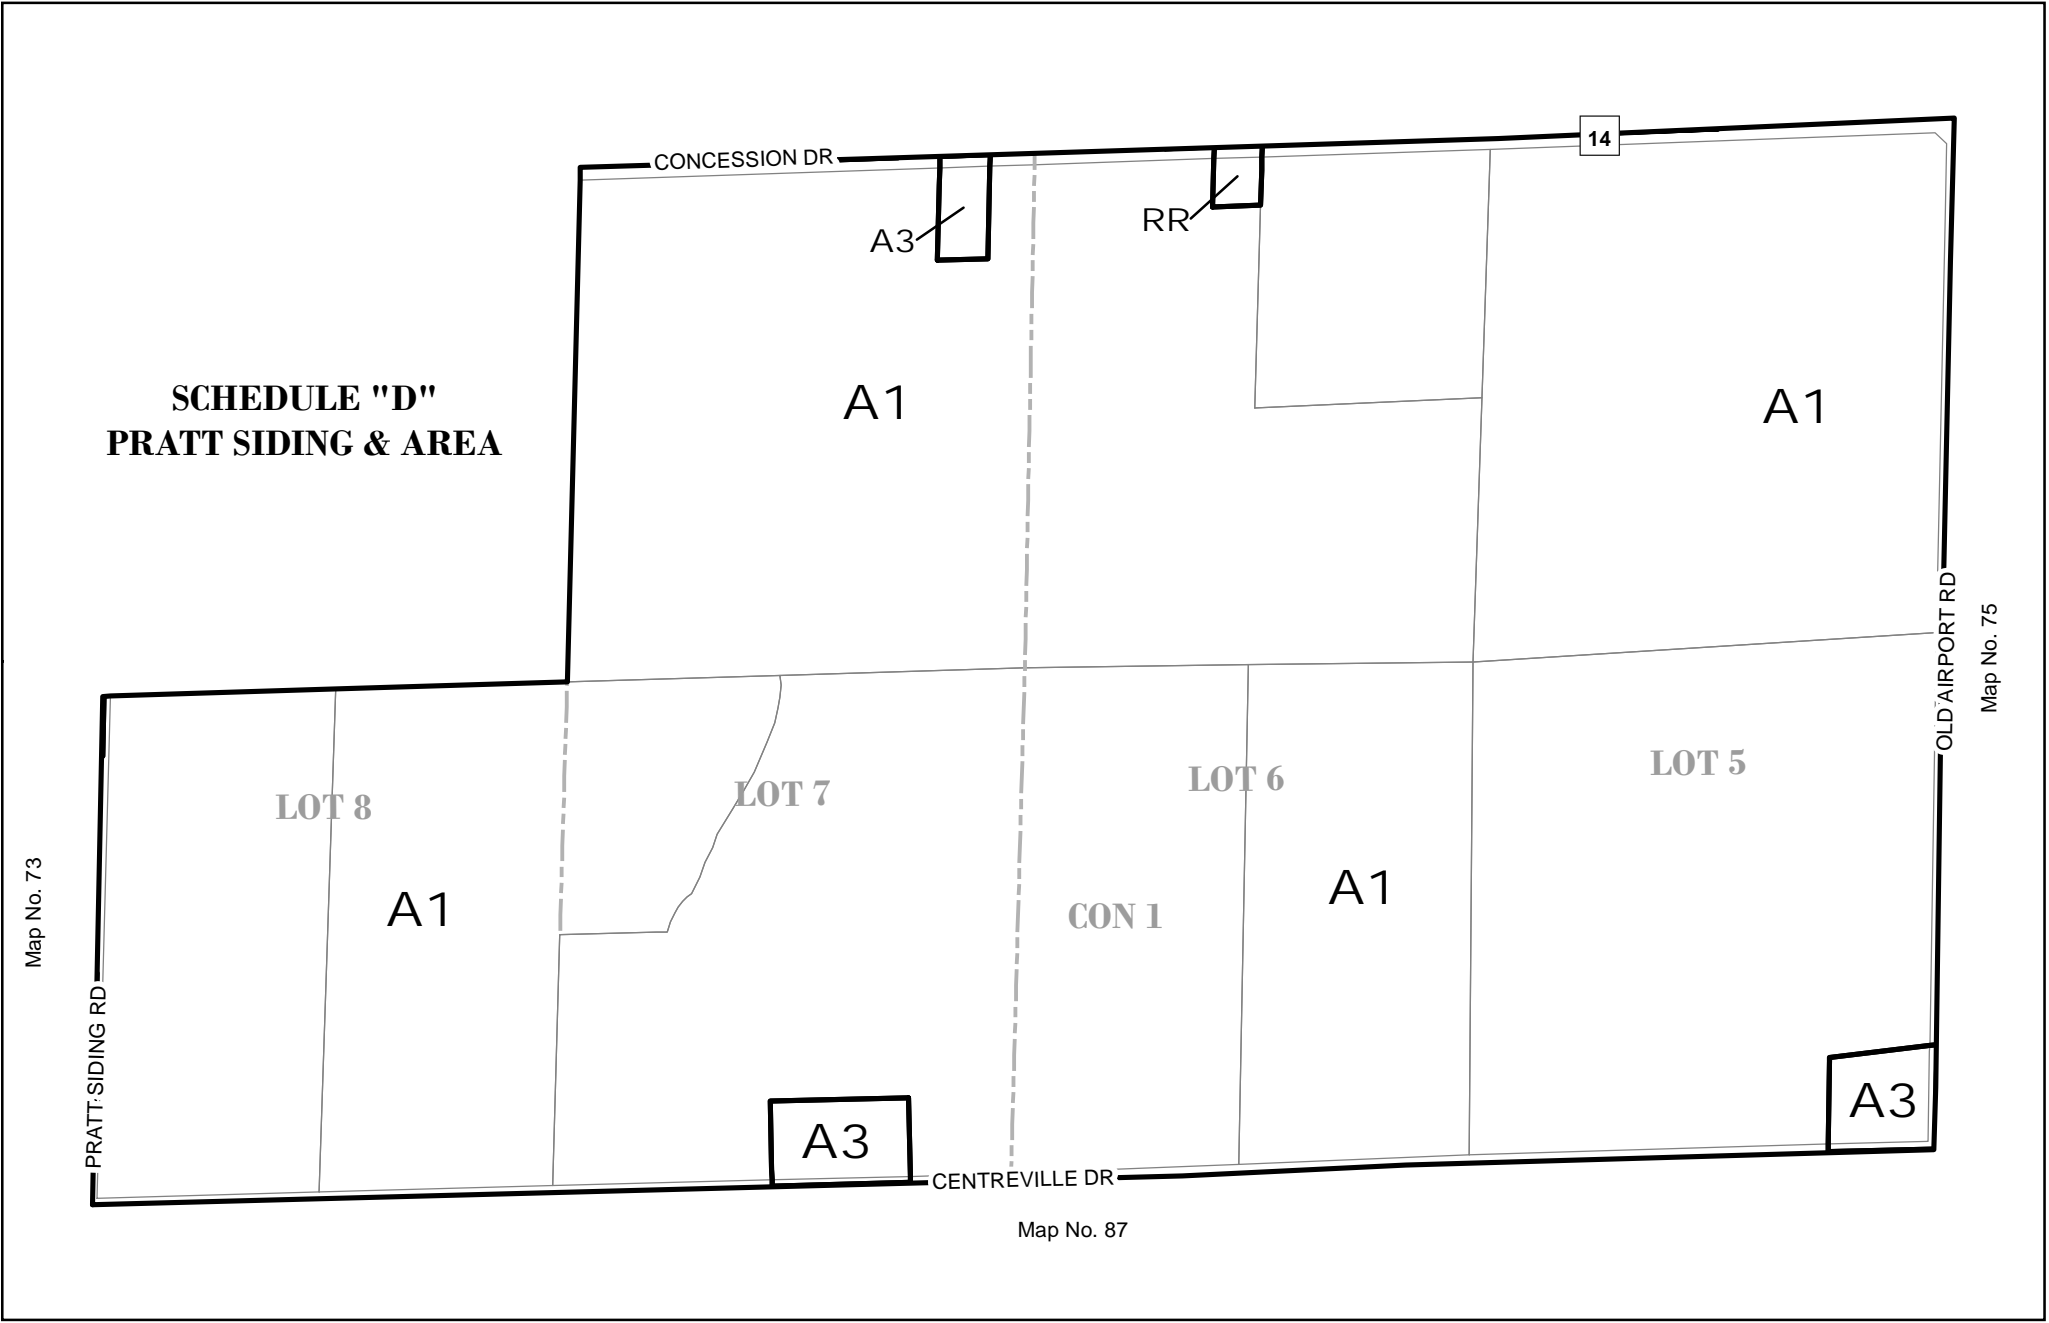 14
CONCESSION DR
RR
A3
SCHEDULE "D"
PRATT SIDING & AREA
A1
A1
OLD AIRPORT RD
Map No. 75
LOT 8
LOT 7
LOT 6
LOT 5
A1
CON 1
A1
Map No. 73
PRATT SIDING RD
A3
A3
CENTREVILLE DR
Map No. 87